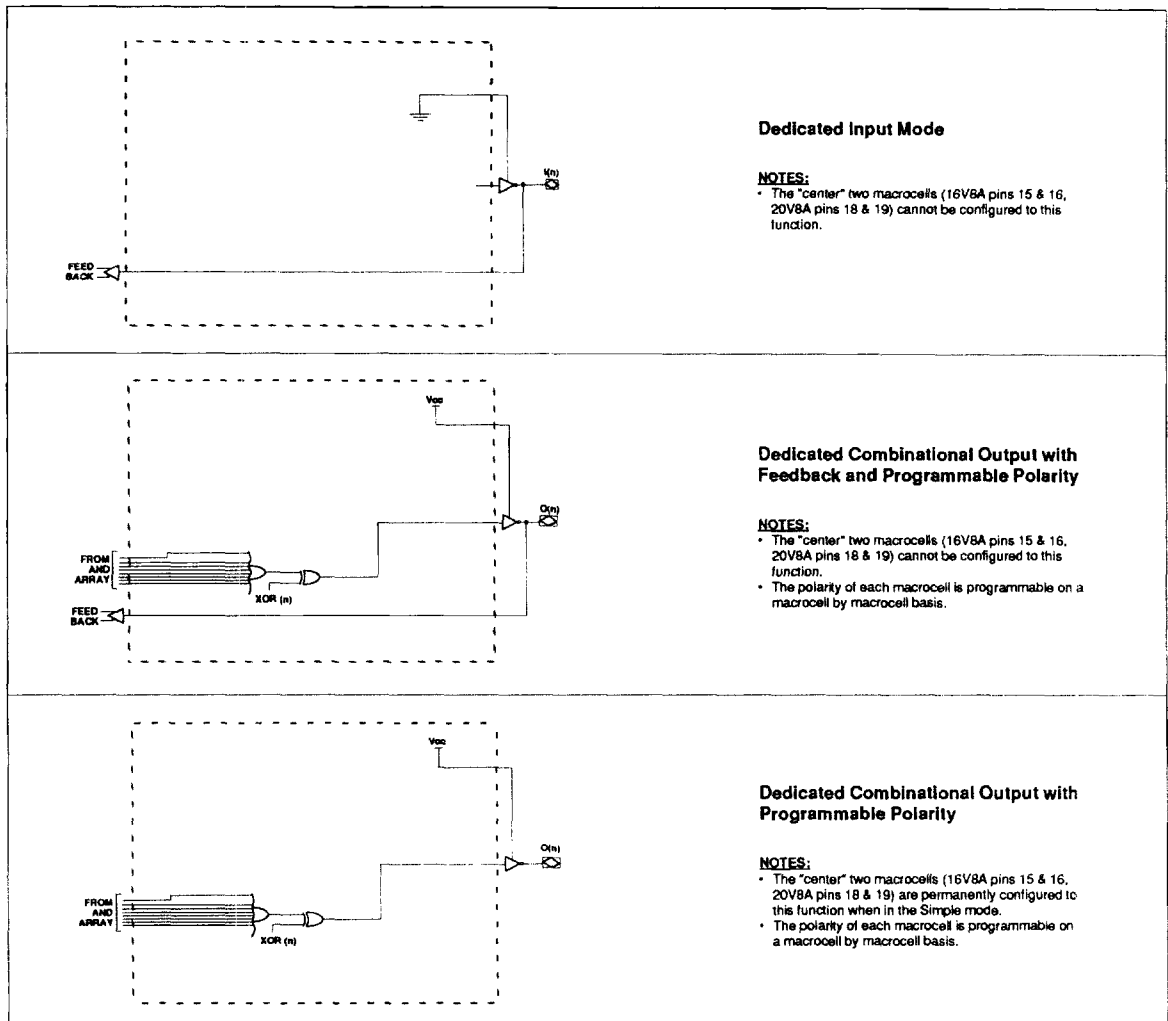 Dedicated Input Mode
NOTES:
• The "center" two macrocells (16V8A pins 15 & 16,
20V8A pins 18 & 19) cannot be configured to this
function.
I(n)
FEED
BACK
Vcc
Dedicated Combinational Output with
Feedback and Programmable Polarity
O(n)
NOTES:
• The "center" two macrocells (16V8A pins 15 & 16,
20V8A pins 18 & 19) cannot be configured to this
function.
• The polarity of each macrocell is programmable on a
macrocell by macrocell basis.
FROM
AND
ARRAY
XOR (n)
FEED
BACK
Vcc
Dedicated Combinational Output with
Programmable Polarity
O(n)
NOTES:
• The "center" two macrocells (16V8A pins 15 & 16,
20V8A pins 18 & 19) are permanently configured to
this function when in the Simple mode.
• The polarity of each macrocell is programmable on
a macrocell by macrocell basis.
FROM
AND
ARRAY
XOR (n)